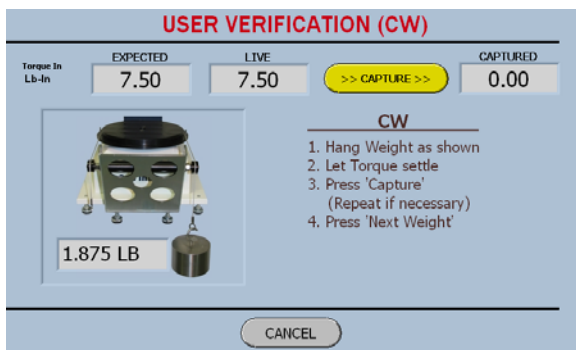 USER VERIFICATION (CW)
Torque In
Lb-In
EXPECTED
7.50
LIVE
7.50
>> CAPTURE >>
CAPTURED
0.00
CW
1. Hang Weight as shown
2. Let Torque settle
3. Press 'Capture'
(Repeat if necessary)
4. Press 'Next Weight'
1.875 LB
CANCEL